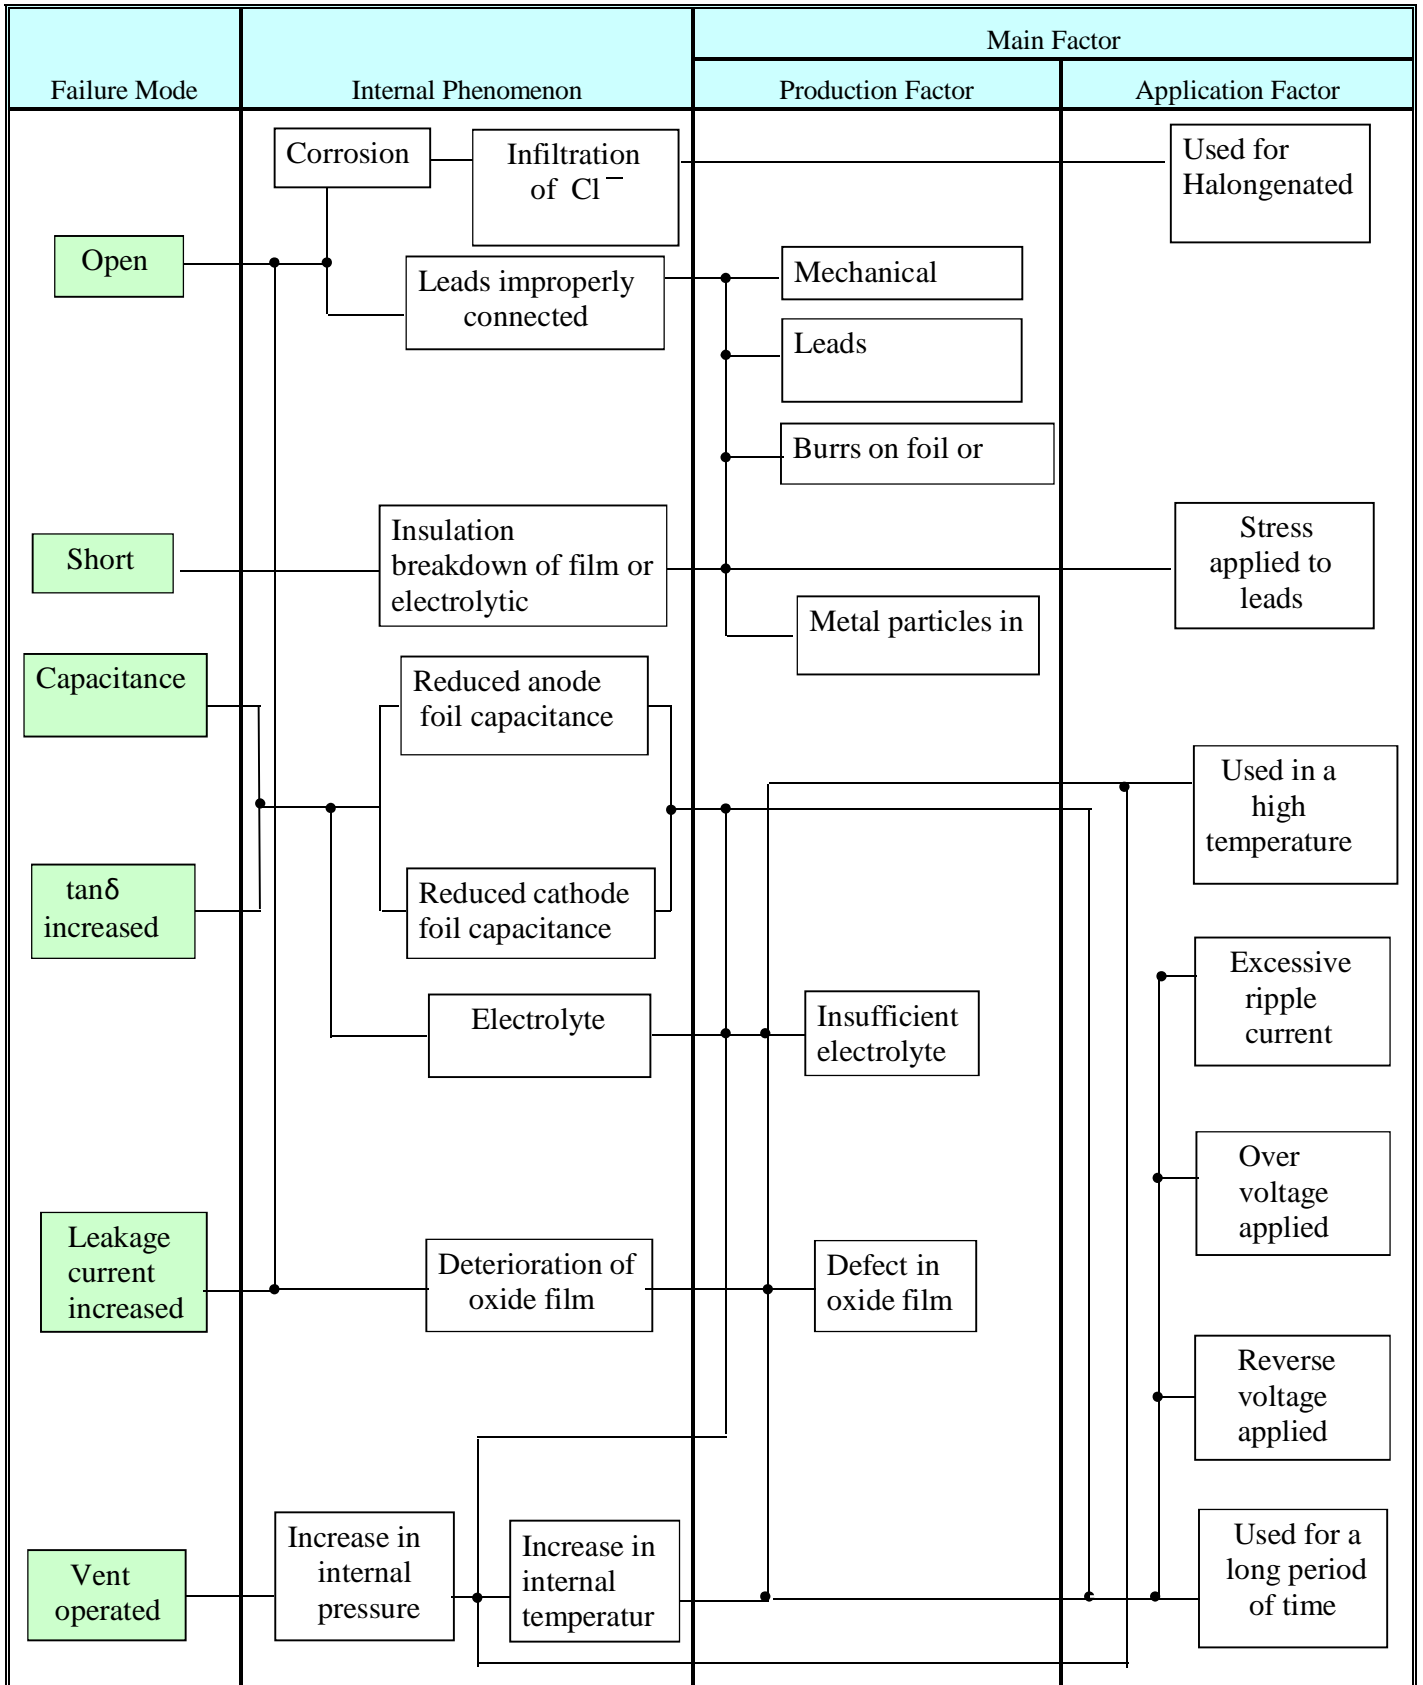 Main Factor
Failure Mode
Internal Phenomenon
Production Factor
Application Factor
Corrosion
Infiltration
of Cl⁻
Used for
Halongenated
Open
Leads improperly
connected
Mechanical
Leads
Burrs on foil or
Short
Insulation
breakdown of film or
electrolytic
Stress
applied to
leads
Metal particles in
Capacitance
Reduced anode
foil capacitance
Used in a
high
temperature
tanδ
increased
Reduced cathode
foil capacitance
Excessive
ripple
current
Electrolyte
Insufficient
electrolyte
Over
voltage
applied
Leakage
current
increased
Deterioration of
oxide film
Defect in
oxide film
Reverse
voltage
applied
Vent
operated
Increase in
internal
pressure
Increase in
internal
temperatur
Used for a
long period
of time